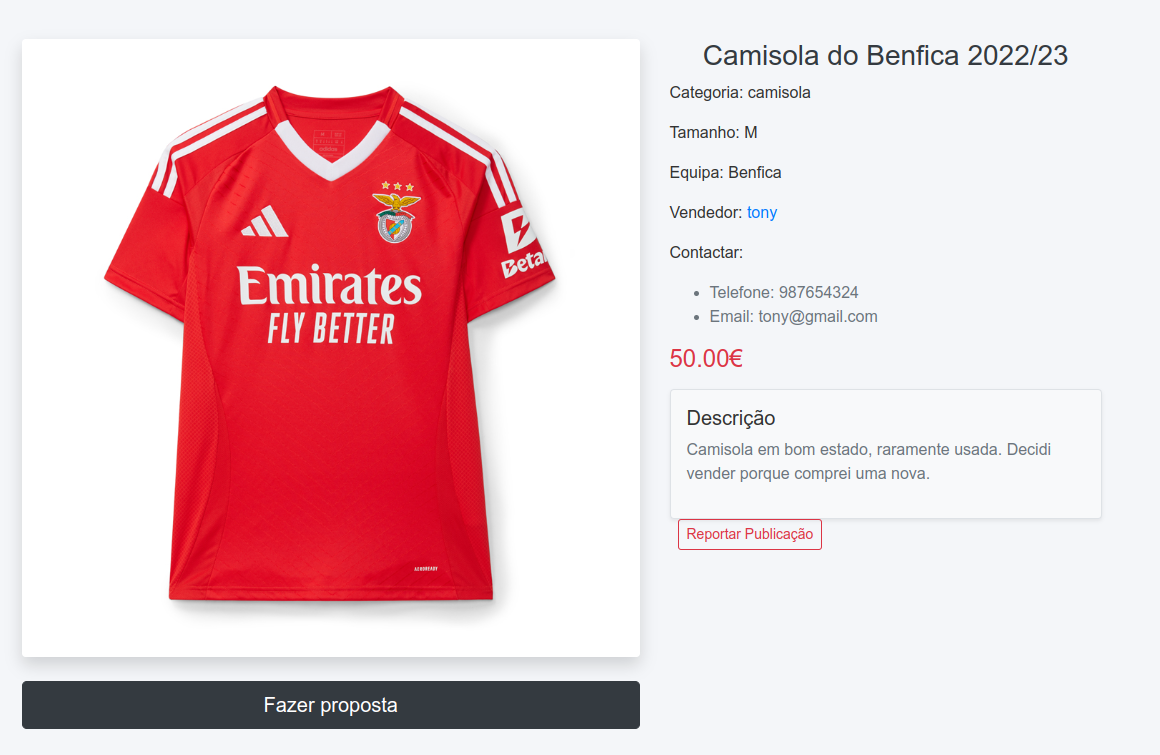 Camisola do Benfica 2022/23
Categoria: camisola
Tamanho: M
Equipa: Benfica
Vendedor: tony
Contactar:
Telefone: 987654324
Email: tony@gmail.com
50.00€
Descrição
Camisola em bom estado, raramente usada. Decidi
vender porque comprei uma nova.
Reportar Publicação
Emirates
FLY BETTER
AEROREADY
Fazer proposta